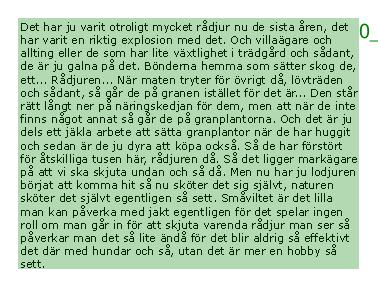 Det har ju varit otroligt mycket rådjur nu de sista åren, det
har varit en riktig explosion med det. Och villaägare och
allting eller de som har lite växtlighet i trädgård och sådant,
de är ju galna på det. Bönderna hemma som sätter skog de,
ett... Rådjuren... När maten tryter för övrigt då, lövträden
och sådant, så går de på granen istället för det är... Den står
rätt långt ner på näringskedjan för dem, men att när de inte
finns något annat så går de på granplantorna. Och det är ju
dels ett jäkla arbete att sätta granplantor när de har huggit
och sedan är de ju dyra att köpa också. Så de har förstört
för åtskilliga tusen här, rådjuren då. Så det ligger markägare
på att vi ska skjuta undan och så då. Men nu har ju lodjuren
börjat att komma hit så nu sköter det sig självt, naturen
sköter det självt egentligen så sett. Småviltet är det lilla
man kan påverka med jakt egentligen för det spelar ingen
roll om man går in för att skjuta varenda rådjur man ser så
påverkar man det så lite ändå för det blir aldrig så effektivt
det där med hundar och så, utan det är mer en hobby så
sett.
0_